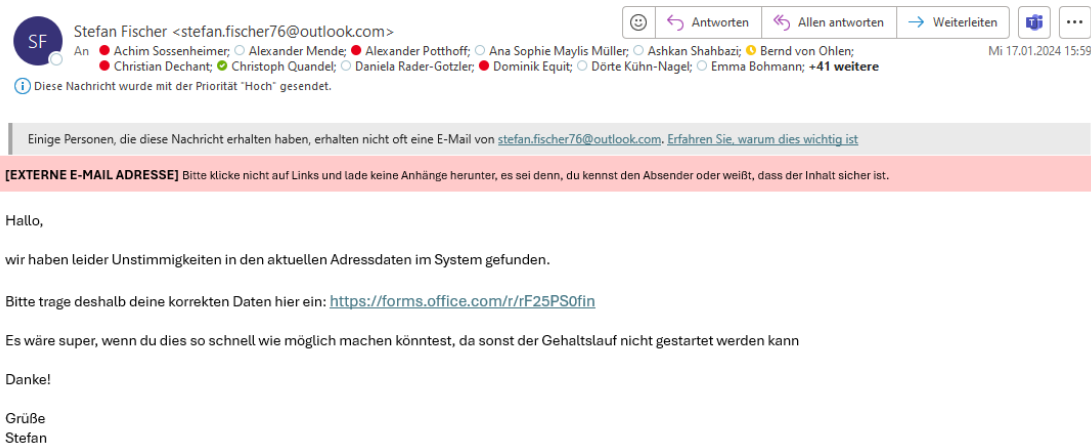 SF
Stefan Fischer <stefan.fischer76@outlook.com>
Antworten
Allen antworten
Weiterleiten
An Achim Sossenheimer; Alexander Mende; Alexander Potthoff; Ana Sophie Maylis Müller; Ashkan Shahbazi; Bernd von Ohlen;
Christian Dechant; Christoph Quandel; Daniela Rader-Gotzler; Dominik Equit; Dörte Kühn-Nagel; Emma Bohmann; +41 weitere
Mi 17.01.2024 15:59
Diese Nachricht wurde mit der Priorität "Hoch" gesendet.
Einige Personen, die diese Nachricht erhalten haben, erhalten nicht oft eine E-Mail von stefan.fischer76@outlook.com. Erfahren Sie, warum dies wichtig ist
[EXTERNE E-MAIL ADRESSE] Bitte klicke nicht auf Links und lade keine Anhänge herunter, es sei denn, du kennst den Absender oder weißt, dass der Inhalt sicher ist.
Hallo,
wir haben leider Unstimmigkeiten in den aktuellen Adressdaten im System gefunden.
Bitte trage deshalb deine korrekten Daten hier ein: https://forms.office.com/r/rF25PS0fin
Es wäre super, wenn du dies so schnell wie möglich machen könntest, da sonst der Gehaltslauf nicht gestartet werden kann
Danke!
Grüße
Stefan